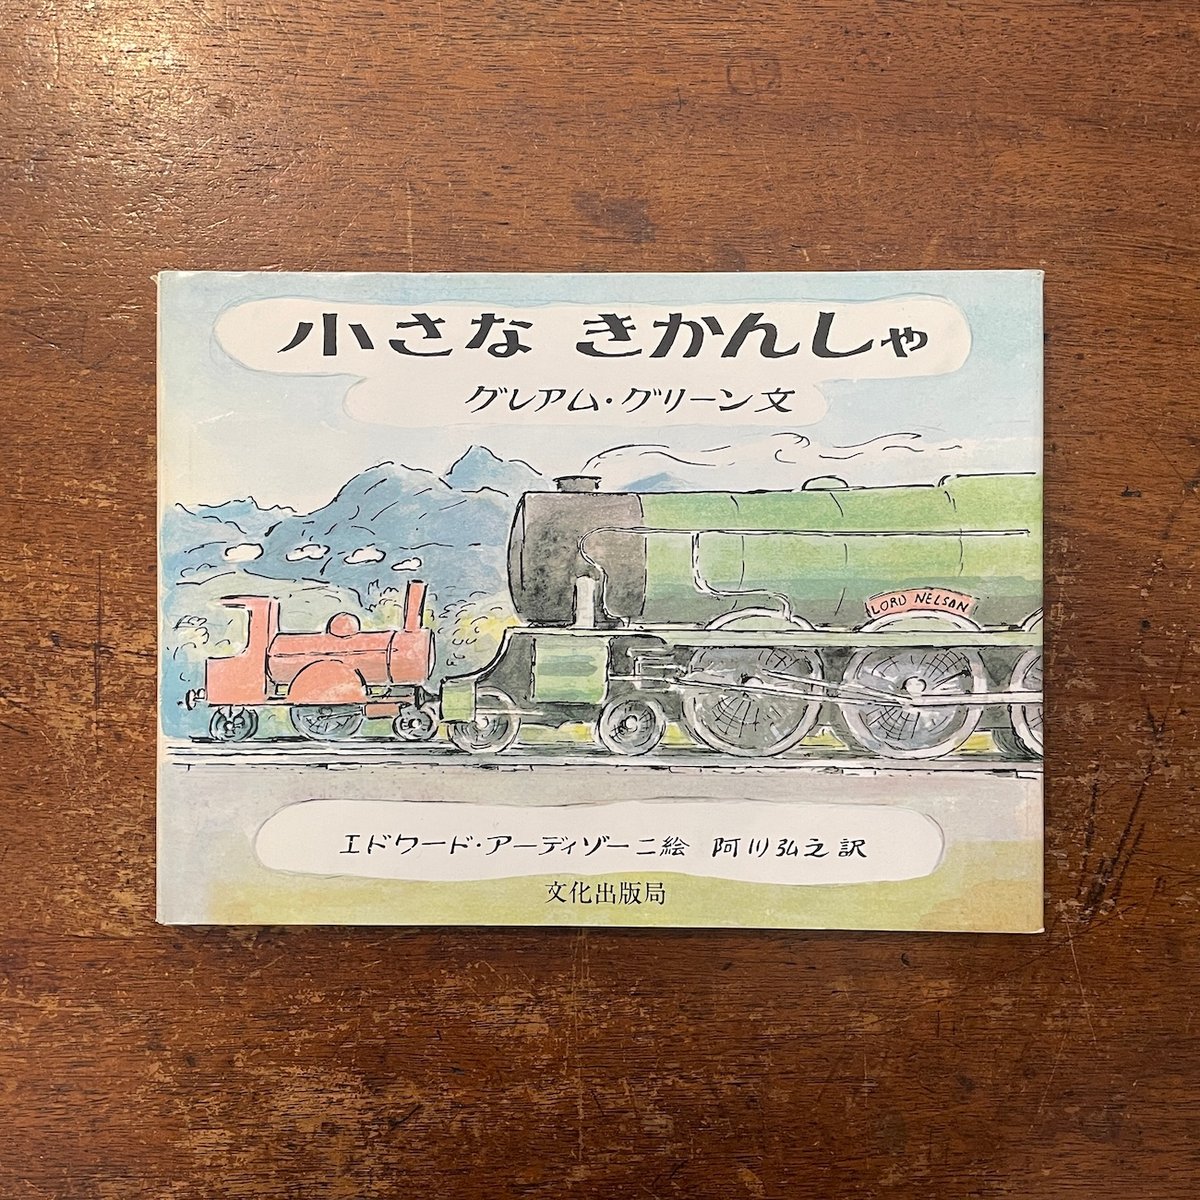 小さな きかんしゃ
グレアム・グリーン 文
LORD NELSON
エドワード・アーディゾーニ 絵 阿川弘之 訳
文化出版局